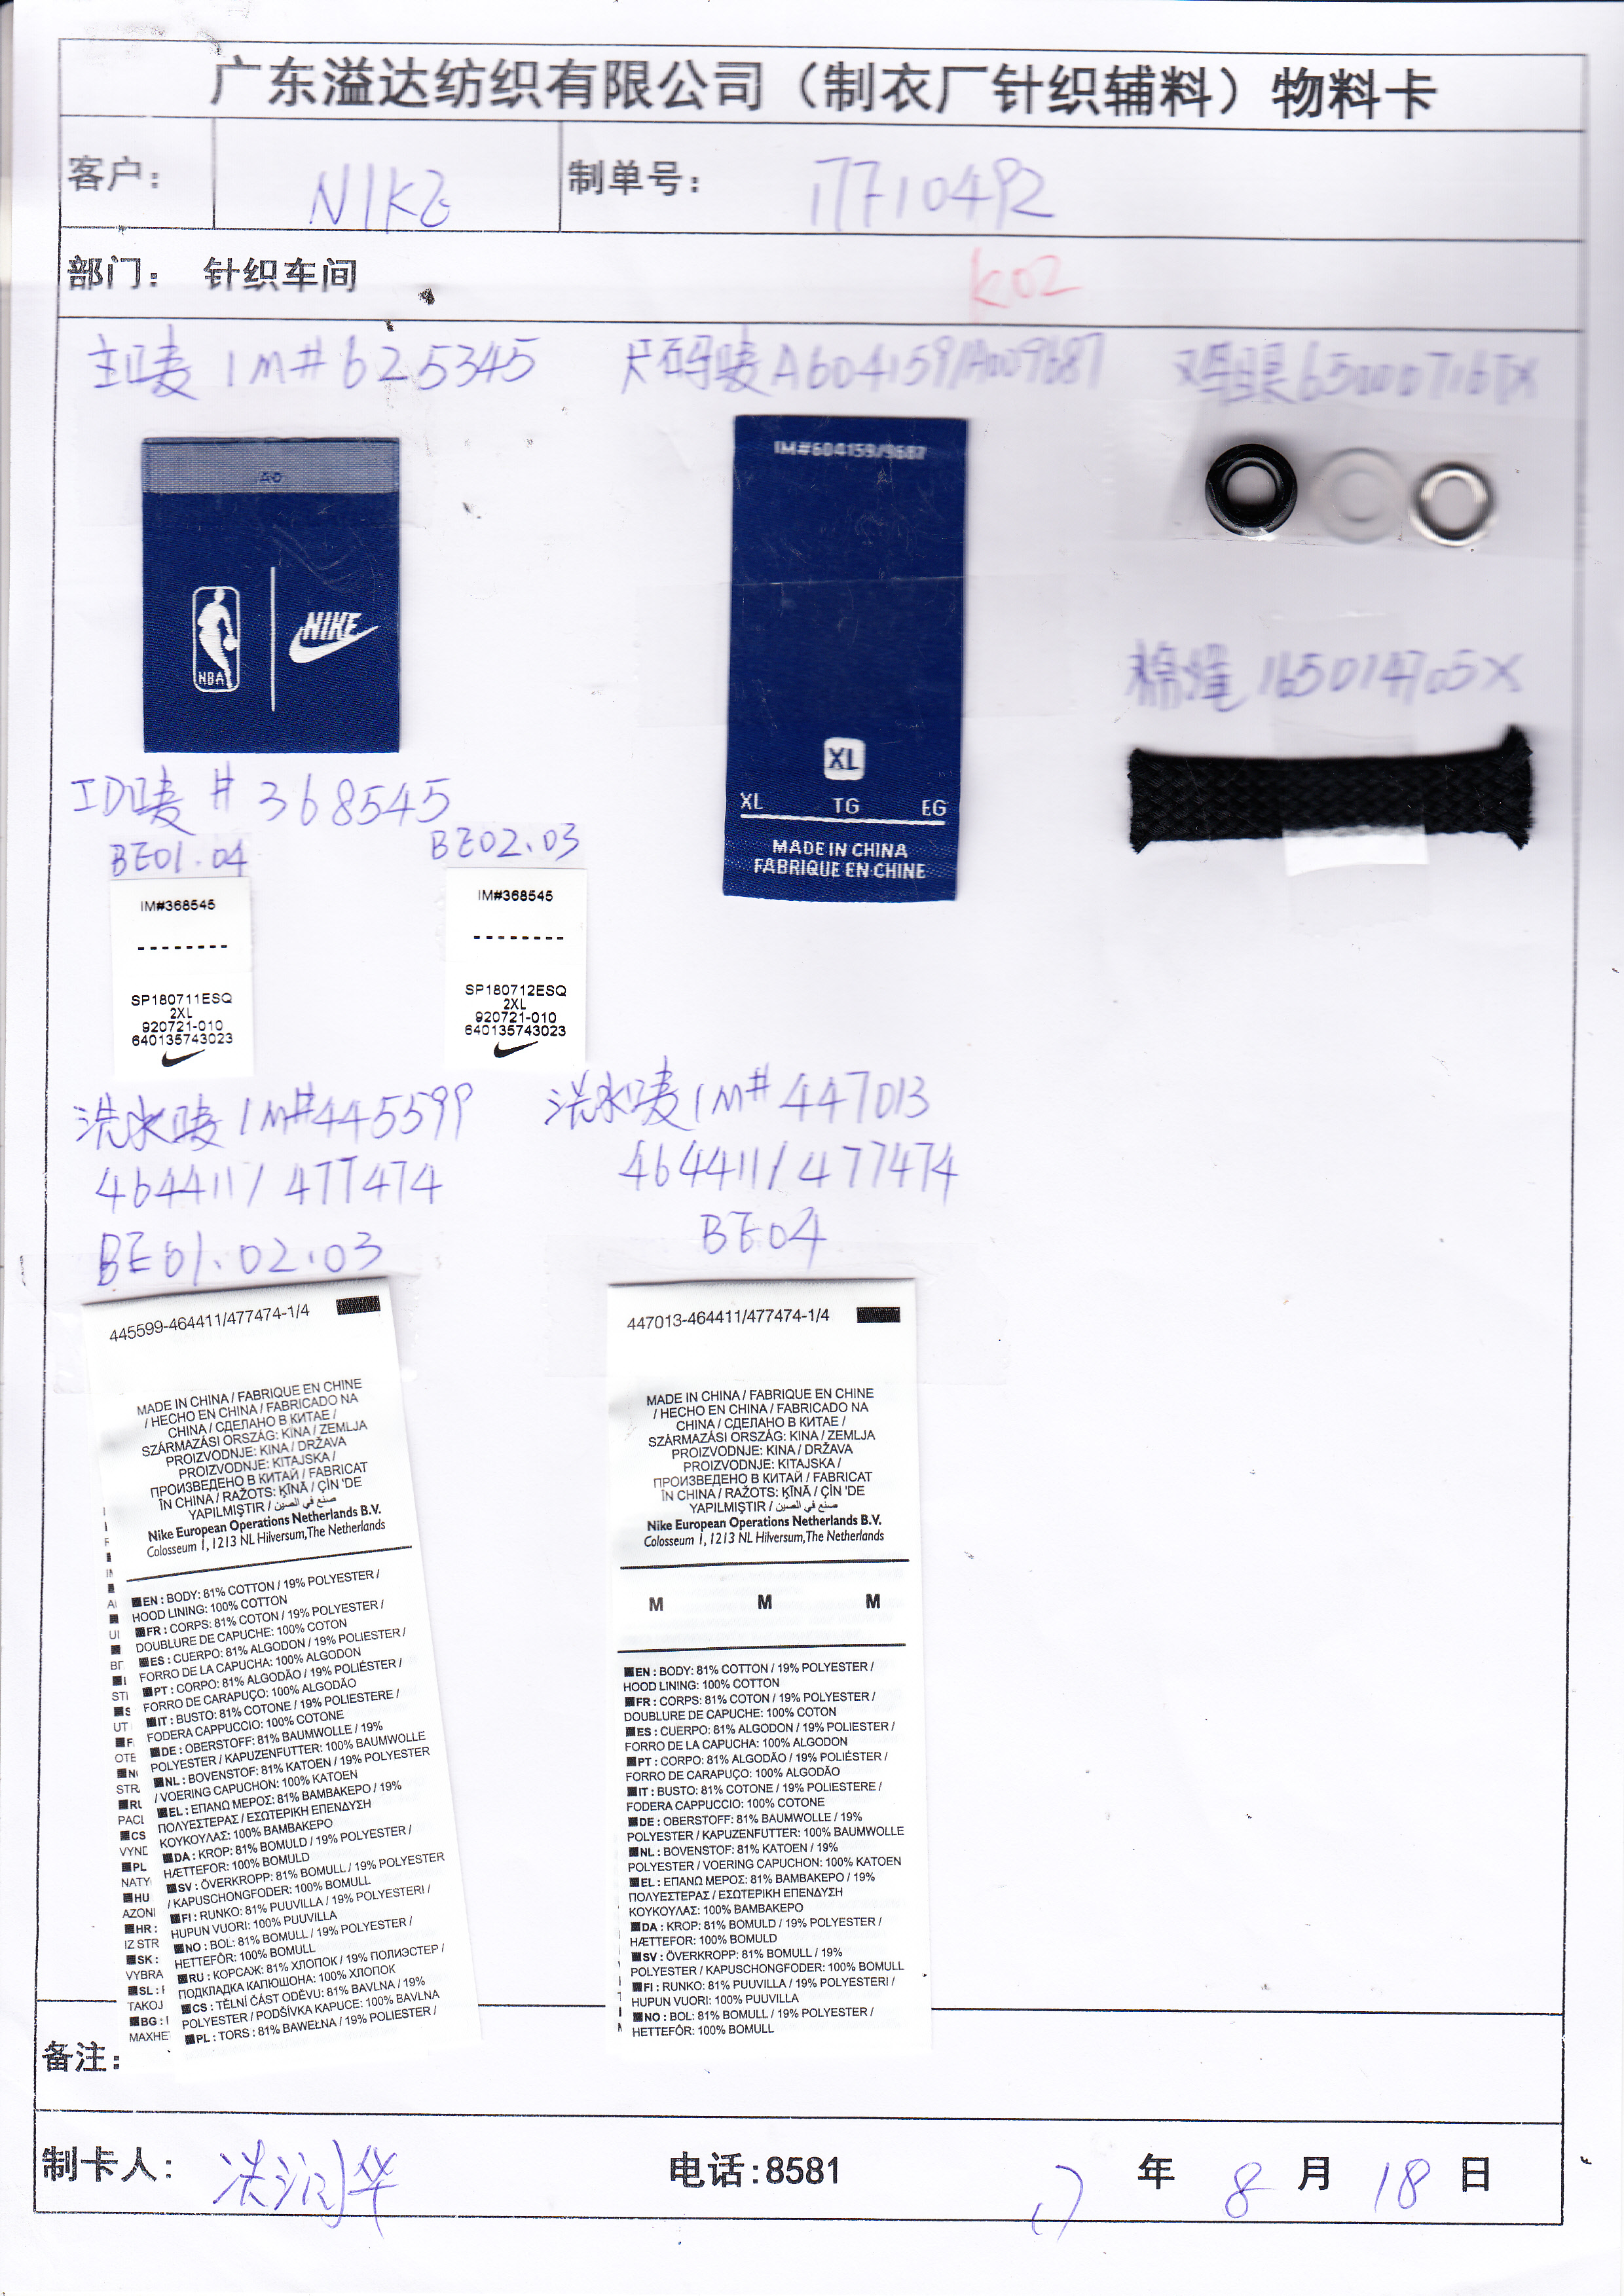 广东溢达纺织有限公司（制衣厂针织辅料）物料卡
客户： NIKE 制单号： 17F10492
部门： 针织车间 K02
主唛 IM#625345
尺码唛A604159/A009687
鸡眼
NBA NIKE
IM#604159/9687
XL
XL TG EG
MADE IN CHINA
FABRIQUE EN CHINE
棉绳 165014705X
ID唛 #368545
BE01.04
BE02.03
IM#368545
--------
SP180711ESQ
2XL
920721-010
640135743023
IM#368545
--------
SP180712ESQ
2XL
920721-010
640135743023
洗水唛IM#445599
464411/477474
BE01.02.03
洗水唛IM#447013
464411/477474
BE04
445599-464411/477474-1/4
MADE IN CHINA / FABRIQUE EN CHINE
/ HECHO EN CHINA / FABRICADO NA
CHINA / СДЕЛАНО В КИТАЕ /
SZÁRMAZÁSI ORSZÁG: KINA / ZEMLJA
PROIZVODNJE: KINA / DRŽAVA
PROIZVODNJE: KITAJSKA /
ПРОИЗВЕДЕНО В КИТАЙ / FABRICAT
ÎN CHINA / RAŽOTS: ĶĪNĀ / ÇİN 'DE
YAPILMIŞTIR / صنع في الصين
Nike European Operations Netherlands B.V.
Colosseum 1, 1213 NL Hilversum,The Netherlands
■EN : BODY: 81% COTTON / 19% POLYESTER /
HOOD LINING: 100% COTTON
■FR : CORPS: 81% COTON / 19% POLYESTER /
DOUBLURE DE CAPUCHE: 100% COTON
■ES : CUERPO: 81% ALGODON / 19% POLIESTER /
FORRO DE LA CAPUCHA: 100% ALGODON
■PT : CORPO: 81% ALGODÃO / 19% POLIÉSTER /
FORRO DE CARAPUÇO: 100% ALGODÃO
■IT : BUSTO: 81% COTONE / 19% POLIESTERE /
FODERA CAPPUCCIO: 100% COTONE
■DE : OBERSTOFF: 81% BAUMWOLLE / 19%
POLYESTER / KAPUZENFUTTER: 100% BAUMWOLLE
■NL : BOVENSTOF: 81% KATOEN / 19% POLYESTER
/ VOERING CAPUCHON: 100% KATOEN
■EL : ΕΠΑΝΩ ΜΕΡΟΣ: 81% ΒΑΜΒΑΚΕΡΟ / 19%
ΠΟΛΥΕΣΤΕΡΑΣ / ΕΣΩΤΕΡΙΚΗ ΕΠΕΝΔΥΣΗ
ΚΟΥΚΟΥΛΑΣ: 100% ΒΑΜΒΑΚΕΡΟ
■DA : KROP: 81% BOMULD / 19% POLYESTER /
HÆTTEFOR: 100% BOMULD
■SV : ÖVERKROPP: 81% BOMULL / 19% POLYESTER
/ KAPUSCHONGFODER: 100% BOMULL
■FI : RUNKO: 81% PUUVILLA / 19% POLYESTERI /
HUPUN VUORI: 100% PUUVILLA
■NO : BOL: 81% BOMULL / 19% POLYESTER /
HETTEFÔR: 100% BOMULL
■RU : КОРСАЖ: 81% ХЛОПОК / 19% ПОЛИЭСТЕР /
ПОДКЛАДКА КАПЮШОНА: 100% ХЛОПОК
■CS : TĚLNÍ ČÁST ODĚVU: 81% BAVLNA / 19%
POLYESTER / PODŠÍVKA KAPUCE: 100% BAVLNA
■PL : TORS : 81% BAWEŁNA / 19% POLIESTER /
447013-464411/477474-1/4
MADE IN CHINA / FABRIQUE EN CHINE
/ HECHO EN CHINA / FABRICADO NA
CHINA / СДЕЛАНО В КИТАЕ /
SZÁRMAZÁSI ORSZÁG: KINA / ZEMLJA
PROIZVODNJE: KINA / DRŽAVA
PROIZVODNJE: KITAJSKA /
ПРОИЗВЕДЕНО В КИТАЙ / FABRICAT
ÎN CHINA / RAŽOTS: ĶĪNĀ / ÇİN 'DE
YAPILMIŞTIR / صنع في الصين
Nike European Operations Netherlands B.V.
Colosseum 1, 1213 NL Hilversum,The Netherlands
M M M
■EN : BODY: 81% COTTON / 19% POLYESTER /
HOOD LINING: 100% COTTON
■FR : CORPS: 81% COTON / 19% POLYESTER /
DOUBLURE DE CAPUCHE: 100% COTON
■ES : CUERPO: 81% ALGODON / 19% POLIESTER /
FORRO DE LA CAPUCHA: 100% ALGODON
■PT : CORPO: 81% ALGODÃO / 19% POLIÉSTER /
FORRO DE CARAPUÇO: 100% ALGODÃO
■IT : BUSTO: 81% COTONE / 19% POLIESTERE /
FODERA CAPPUCCIO: 100% COTONE
■DE : OBERSTOFF: 81% BAUMWOLLE / 19%
POLYESTER / KAPUZENFUTTER: 100% BAUMWOLLE
■NL : BOVENSTOF: 81% KATOEN / 19%
POLYESTER / VOERING CAPUCHON: 100% KATOEN
■EL : ΕΠΑΝΩ ΜΕΡΟΣ: 81% ΒΑΜΒΑΚΕΡΟ / 19%
ΠΟΛΥΕΣΤΕΡΑΣ / ΕΣΩΤΕΡΙΚΗ ΕΠΕΝΔΥΣΗ
ΚΟΥΚΟΥΛΑΣ: 100% ΒΑΜΒΑΚΕΡΟ
■DA : KROP: 81% BOMULD / 19% POLYESTER /
HÆTTEFOR: 100% BOMULD
■SV : ÖVERKROPP: 81% BOMULL / 19%
POLYESTER / KAPUSCHONGFODER: 100% BOMULL
■FI : RUNKO: 81% PUUVILLA / 19% POLYESTERI /
HUPUN VUORI: 100% PUUVILLA
■NO : BOL: 81% BOMULL / 19% POLYESTER /
HETTEFÔR: 100% BOMULL
备注：
制卡人： 电话:8581 17 年 8 月 18 日